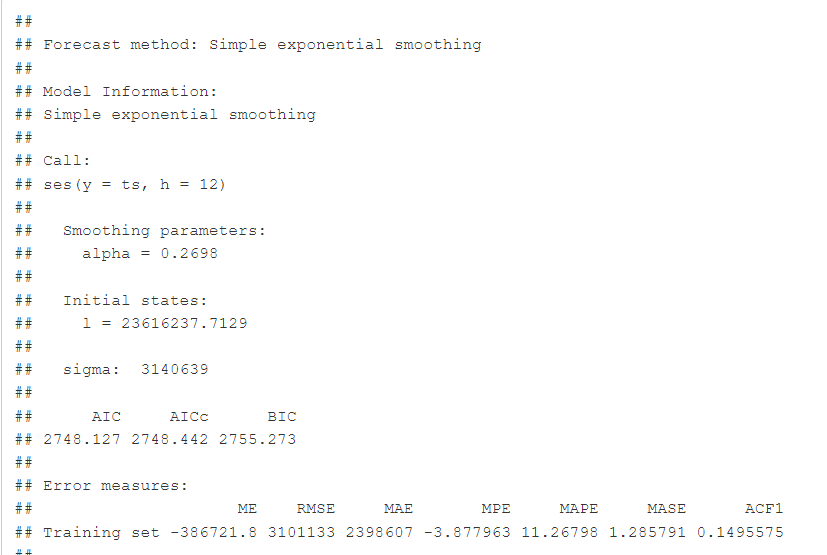 ##
## Forecast method: Simple exponential smoothing
##
## Model Information:
## Simple exponential smoothing
##
## Call:
## ses(y = ts, h = 12)
##
##   Smoothing parameters:
##     alpha = 0.2698
##
##   Initial states:
##     l = 23616237.7129
##
##   sigma:  3140639
##
##      AIC     AICc      BIC
## 2748.127 2748.442 2755.273
##
## Error measures:
##                     ME    RMSE     MAE       MPE     MAPE     MASE      ACF1
## Training set -386721.8 3101133 2398607 -3.877963 11.26798 1.285791 0.1495575
##